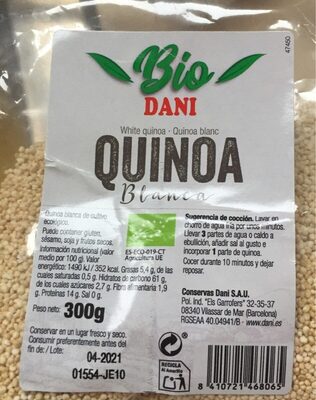 47460
Bio
DANI
White quinoa · Quinoa blanc
QUINOA
Blanca
Quinoa blanca de cultivo
ecológico.
Puede contener gluten,
sésamo, soja y frutos secos.
Información nutricional (valor
medio por 100 g). Valor
energético: 1490 KJ / 352 kcal. Grasas 5,4 g, de las
cuales saturadas 0,5 g. Hidratos de carbono 61 g,
de los cuales azúcares 2,7 g. Fibra alimentaria 1,9
g. Proteínas 14 g. Sal 0 g.
Peso neto: 300g
Conservar en un lugar fresco y seco.
Consumir preferentemente antes del
fin de: / Lote:
04-2021
01554-JE10
ES-ECO-019-CT
Agricultura UE
Sugerencia de cocción. Lavar en
chorro de agua fría por unos minutos.
Llevar 3 partes de agua o caldo a
ebullición, añadir sal al gusto e
incorporar 1 parte de quinoa.
Cocer durante 10 minutos y dejar
reposar.
Conservas Dani S.A.U.
Pol. ind. "Els Garrofers" 32-35-37
08340 Vilassar de Mar (Barcelona)
RGSEAA 40.04941/B · www.dani.es
RECICLA
Al Amarillo
8 410721 468065